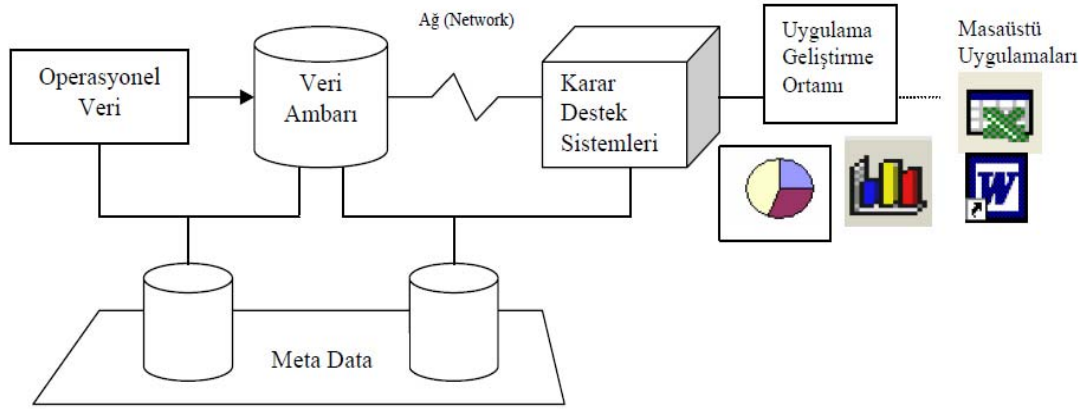 Operasyonel
Veri
Veri
Ambarı
Ağ (Network)
Karar
Destek
Sistemleri
Uygulama
Geliştirme
Ortamı
Masaüstü
Uygulamaları
W
Meta Data